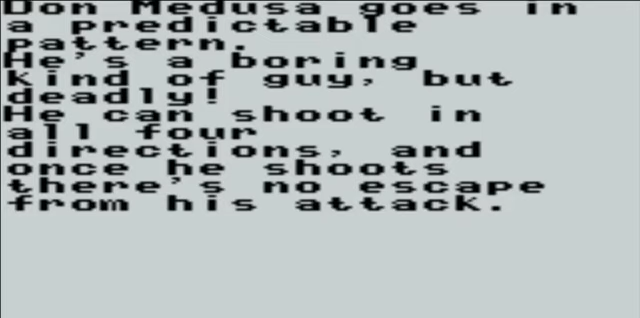 Don Medusa goes in
a predictable
pattern.
He's a boring
kind of guy, but
deadly!
He can shoot in
all four
directions, and
once he shoots
there's no escape
from his attack.